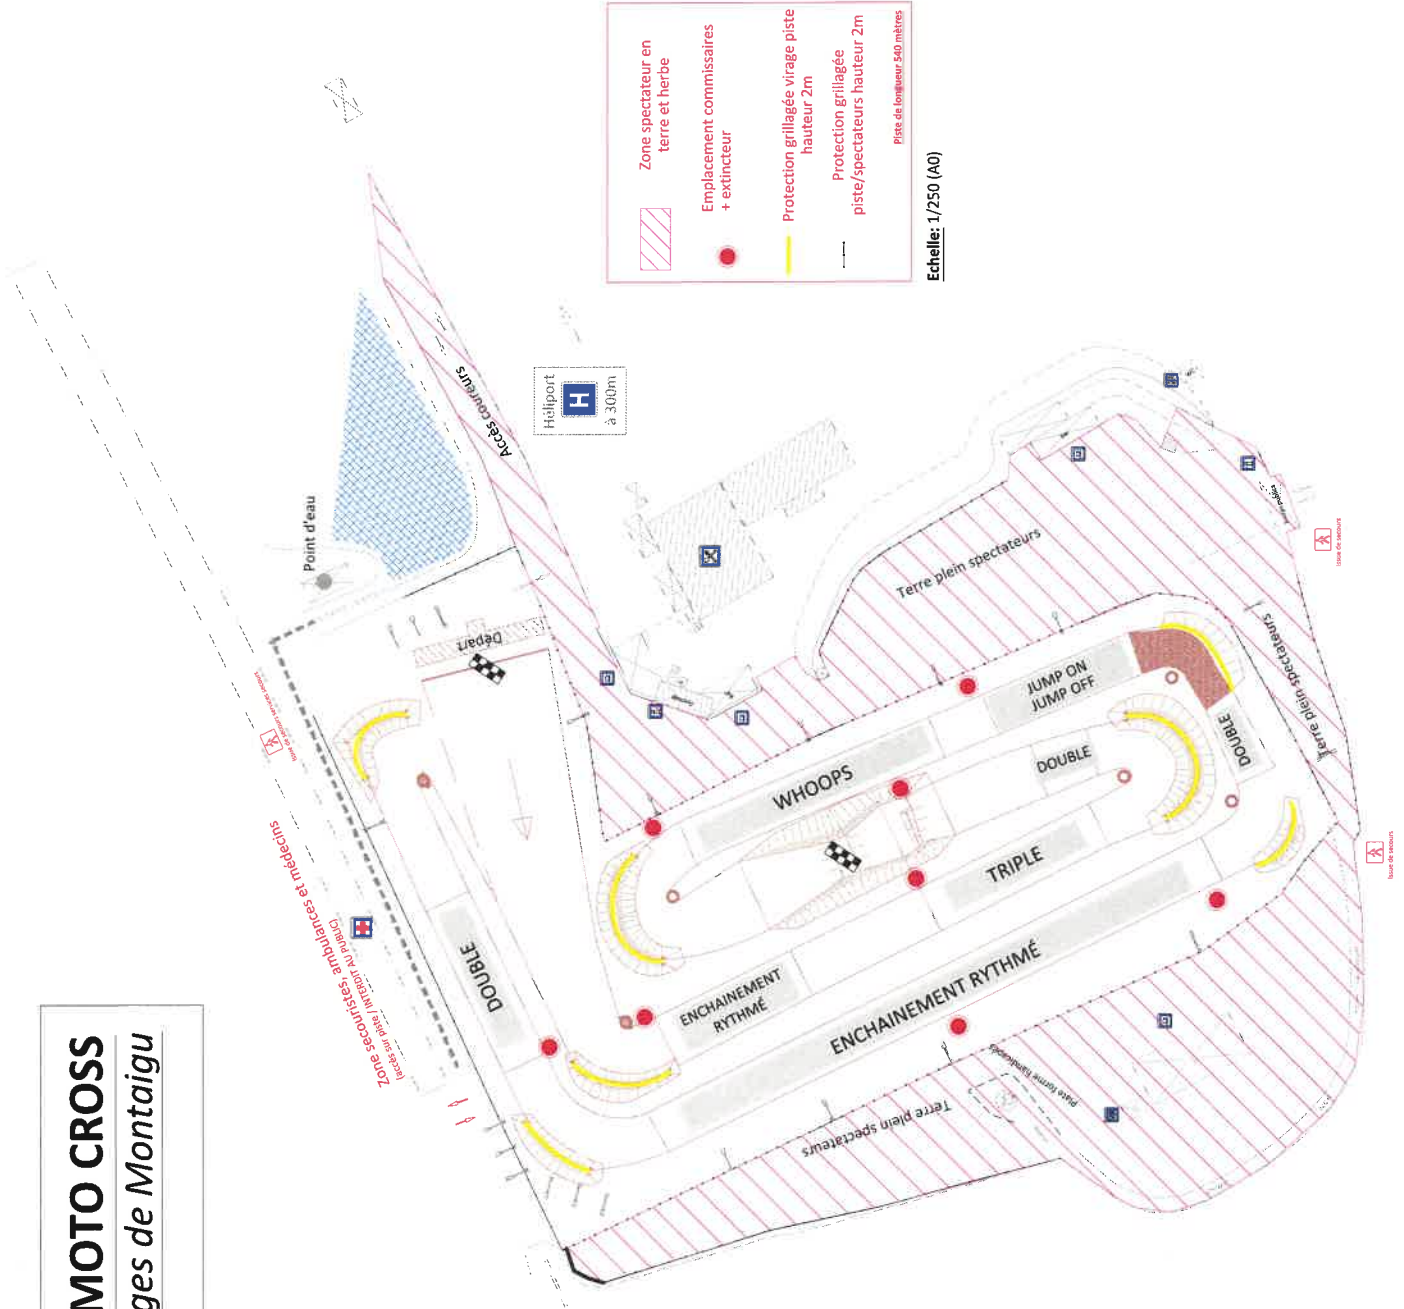 MOTO CROSS
ges de Montaigu
Zone spectateur en
terre et herbe
Emplacement commissaires
+ extincteur
Protection grillagée virage piste
hauteur 2m
Protection grillagée
piste/spectateurs hauteur 2m
Piste de longueur 540 mètres
Echelle: 1/250 (A0)
Héliport
H
à 300m
Accès coureurs
Point d'eau
Départ
Zone secouristes, ambulances et médecins
(accès sur piste / INTERDIT AU PUBLIC)
DOUBLE
WHOOPS
JUMP ON
JUMP OFF
DOUBLE
DOUBLE
TRIPLE
ENCHAINEMENT
RYTHMÉ
ENCHAINEMENT RYTHMÉ
Terre plein spectateurs
Terre plein spectateurs
Terre plein spectateurs
Plate forme handicapés
Issue de secours
Issue de secours